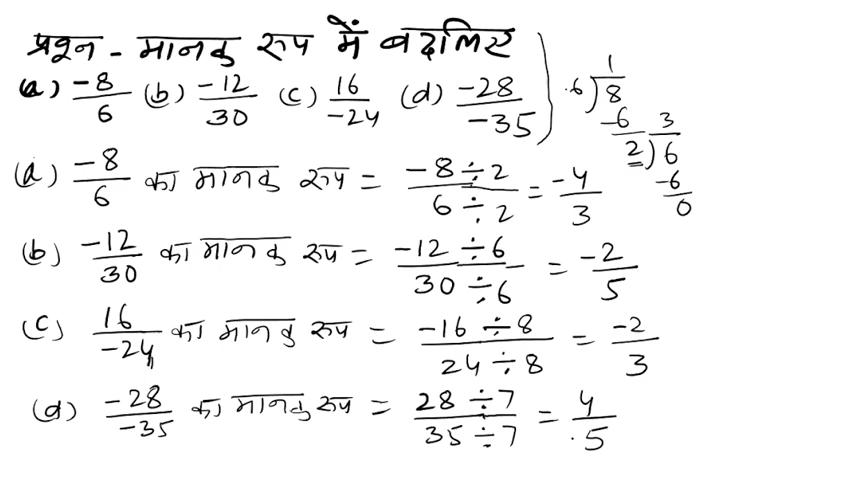 प्रश्न - मानक रूप में बदलिए
(a) -8/6 (b) -12/30 (c) 16/-24 (d) -28/-35
6)8(1
-6
2)6(3
-6
0
(a) -8/6 का मानक रूप = -8÷2/6÷2 = -4/3
(b) -12/30 का मानक रूप = -12÷6/30÷6 = -2/5
(c) 16/-24 का मानक रूप = -16÷8/24÷8 = -2/3
(d) -28/-35 का मानक रूप = 28÷7/35÷7 = 4/5